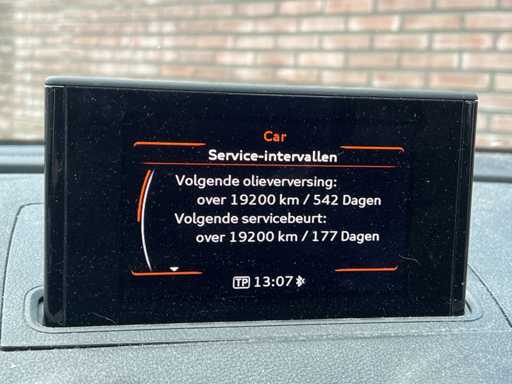 Car
Service-intervallen
Volgende olieverversing:
over 19200 km / 542 Dagen
Volgende servicebeurt:
over 19200 km / 177 Dagen
TP 13:07